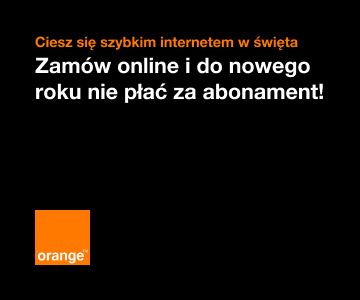 Ciesz się szybkim internetem w święta
Zamów online i do nowego
roku nie płać za abonament!
orange™